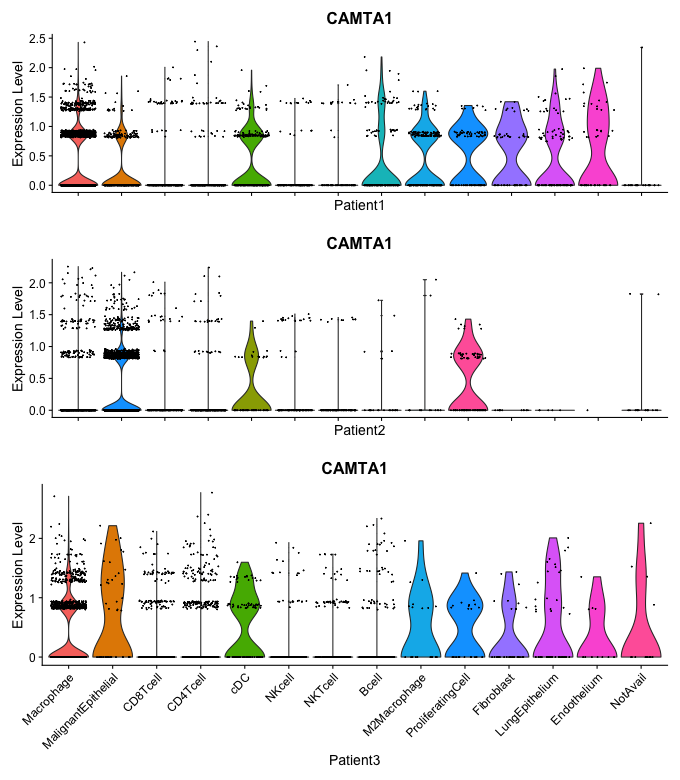 CAMTA1
Expression Level
2.5
2.0
1.5
1.0
0.5
0.0
Patient1
CAMTA1
Expression Level
2.0
1.5
1.0
0.5
0.0
Patient2
CAMTA1
Expression Level
2
1
0
Macrophage
MalignantEpithelial
CD8Tcell
CD4Tcell
cDC
NKcell
NKTcell
Bcell
M2Macrophage
ProliferatingCell
Fibroblast
LungEpithelium
Endothelium
NotAvail
Patient3